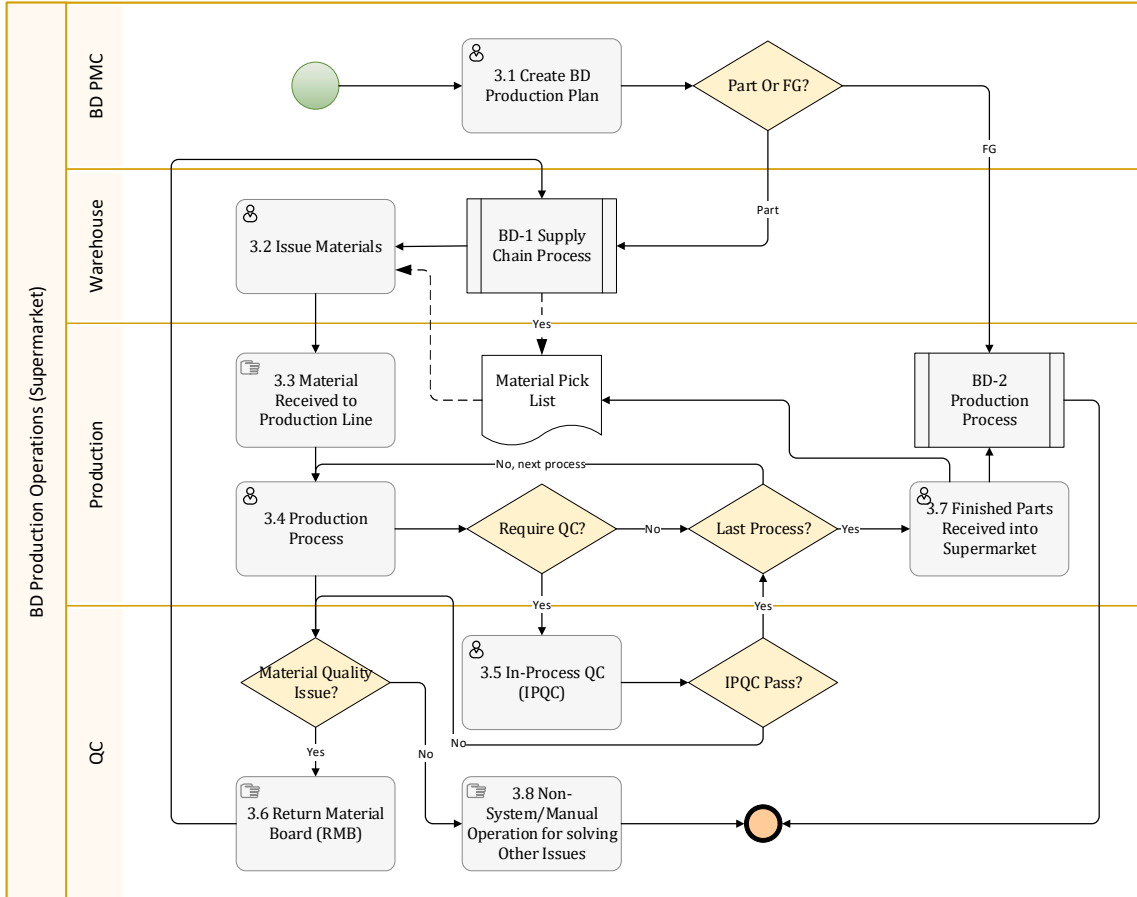 BD Production Operations (Supermarket)
BD PMC
3.1 Create BD
Production Plan
Part Or FG?
FG
Part
Warehouse
3.2 Issue Materials
BD-1 Supply
Chain Process
Yes
Production
3.3 Material
Received to
Production Line
Material Pick
List
BD-2
Production
Process
No, next process
3.4 Production
Process
Require QC?
No
Last Process?
Yes
3.7 Finished Parts
Received into
Supermarket
Yes
Yes
QC
Material Quality
Issue?
3.5 In-Process QC
(IPQC)
IPQC Pass?
Yes
No
No
3.6 Return Material
Board (RMB)
3.8 Non-
System/Manual
Operation for solving
Other Issues